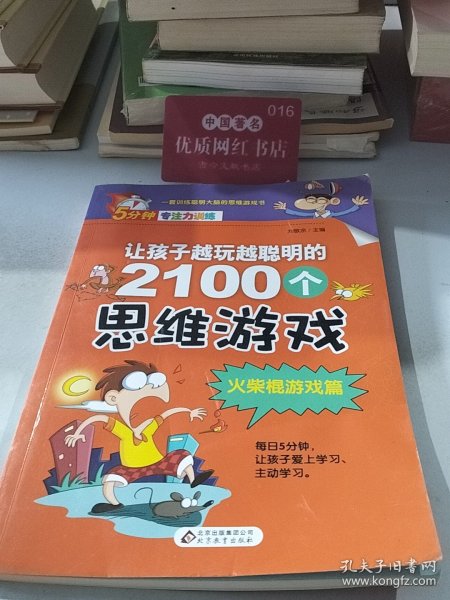 016
中国著名
优质网红书店
一套训练聪明大脑的思维游戏书
5分钟 专注力训练
主编
让孩子越玩越聪明的
2100个
思维游戏
火柴棍游戏篇
每日5分钟,
让孩子爱上学习、
主动学习。
北京出版集团公司
北京教育出版社
孔夫子旧书网
www.kongfz.com